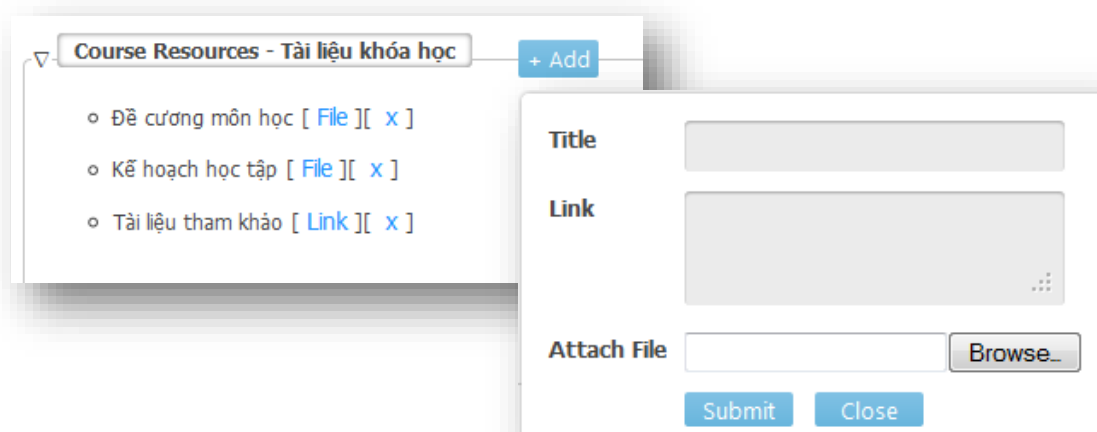 Course Resources - Tài liệu khóa học
+ Add
Đề cương môn học [ File ][ x ]
Kế hoạch học tập [ File ][ x ]
Tài liệu tham khảo [ Link ][ x ]
Title
Link
Attach File Browse...
Submit Close